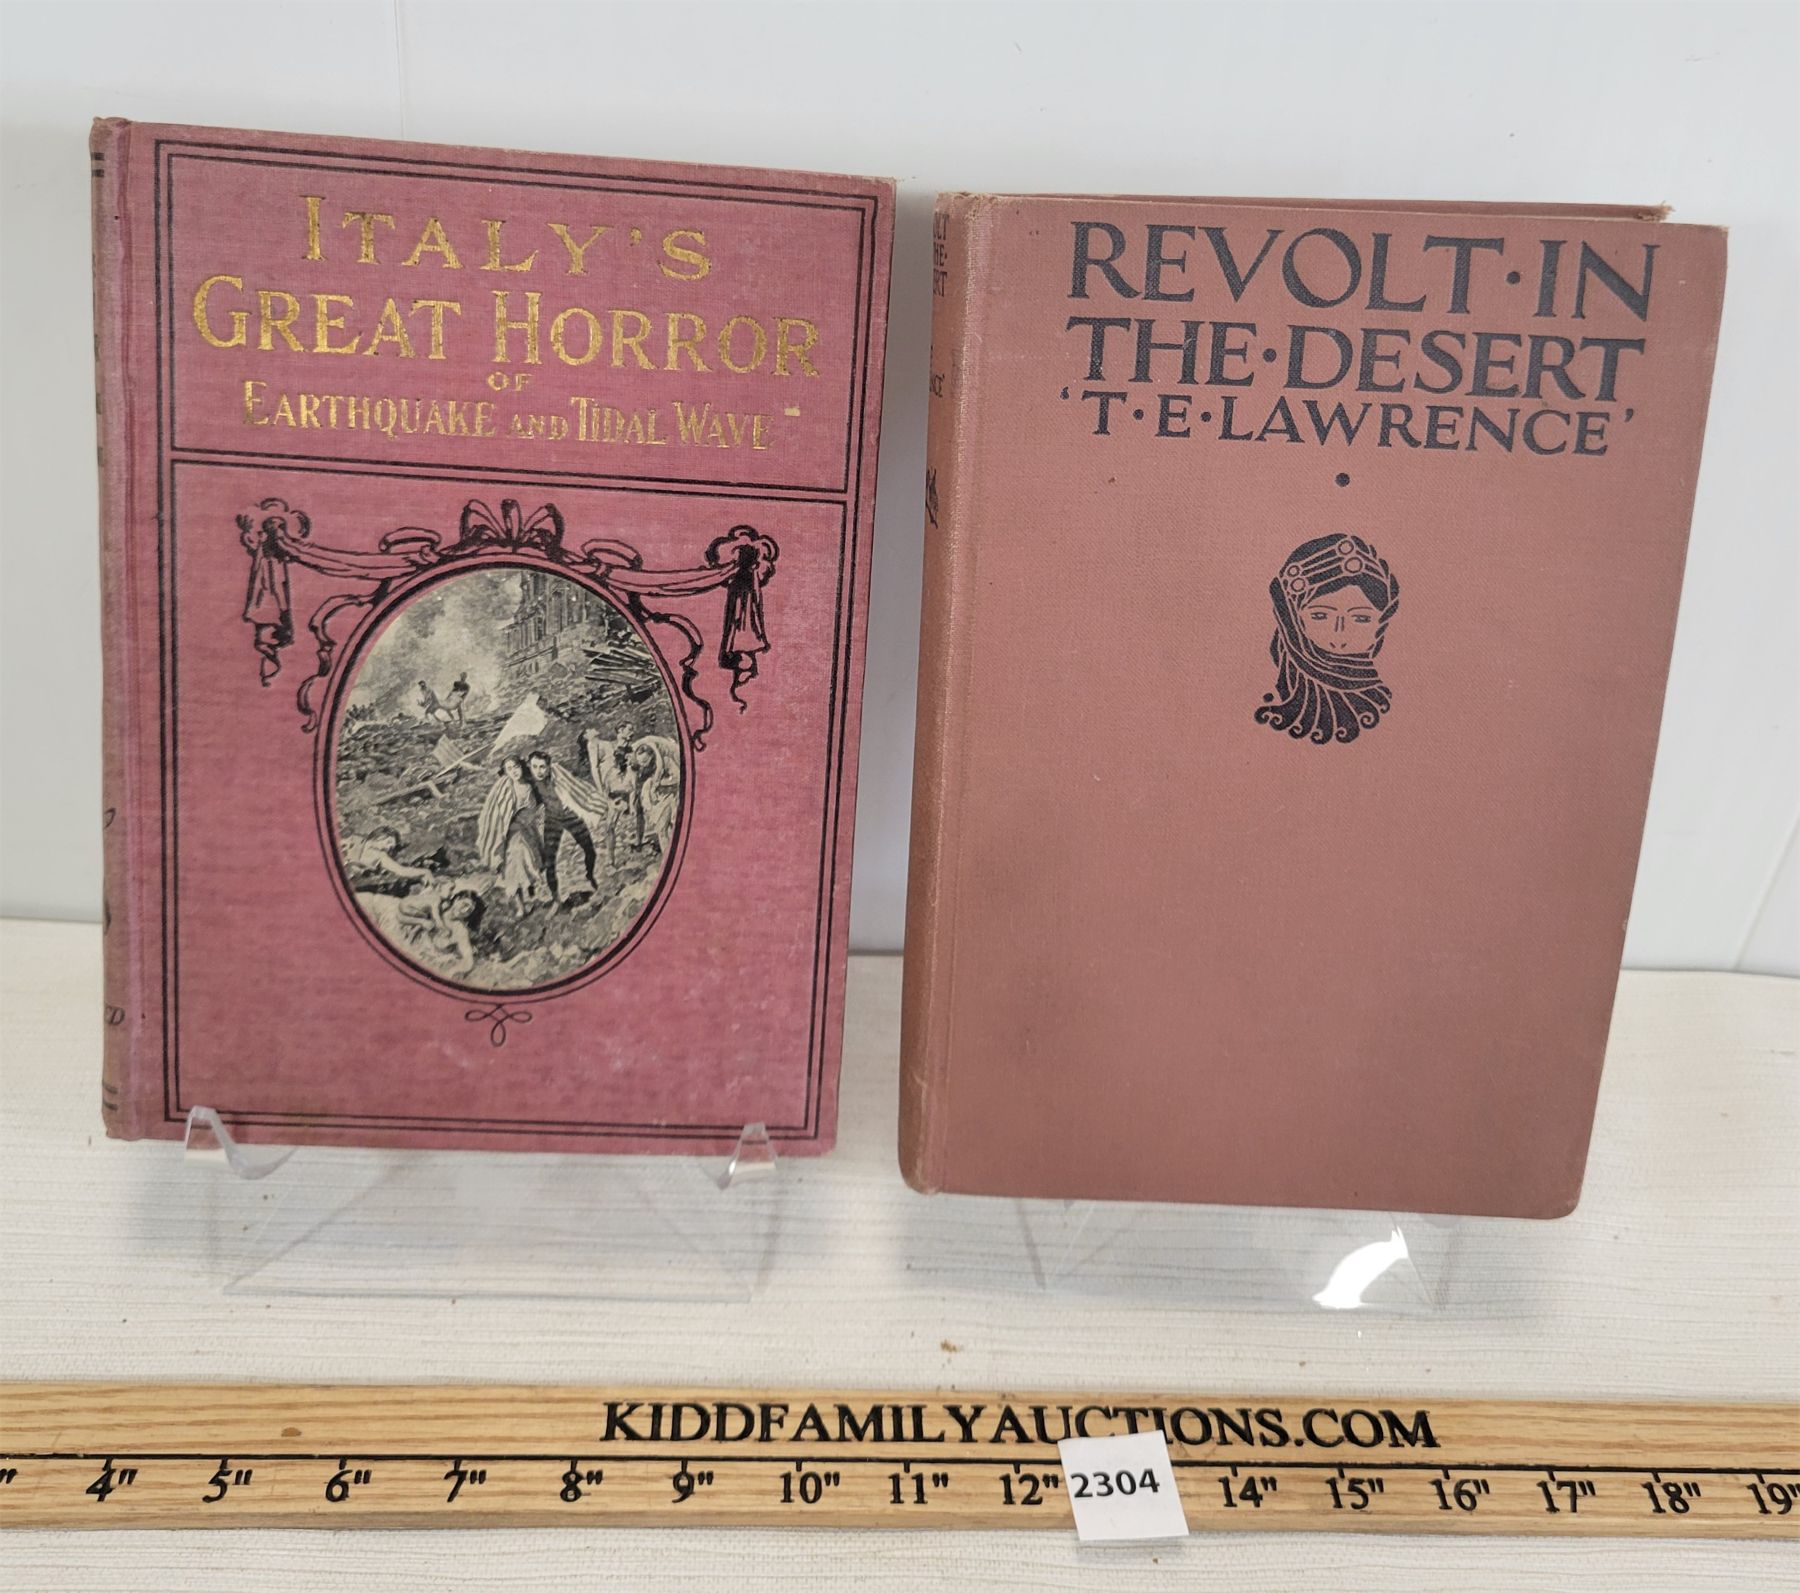 ITALY'S
GREAT HORROR
OF
EARTHQUAKE AND TIDAL WAVE
REVOLT·IN
THE·DESERT
'T·E·LAWRENCE'
KIDDFAMILYAUCTIONS.COM
4" 5" 6" 7" 8" 9" 10" 11" 12" 14" 15" 16" 17" 18" 19"
2304